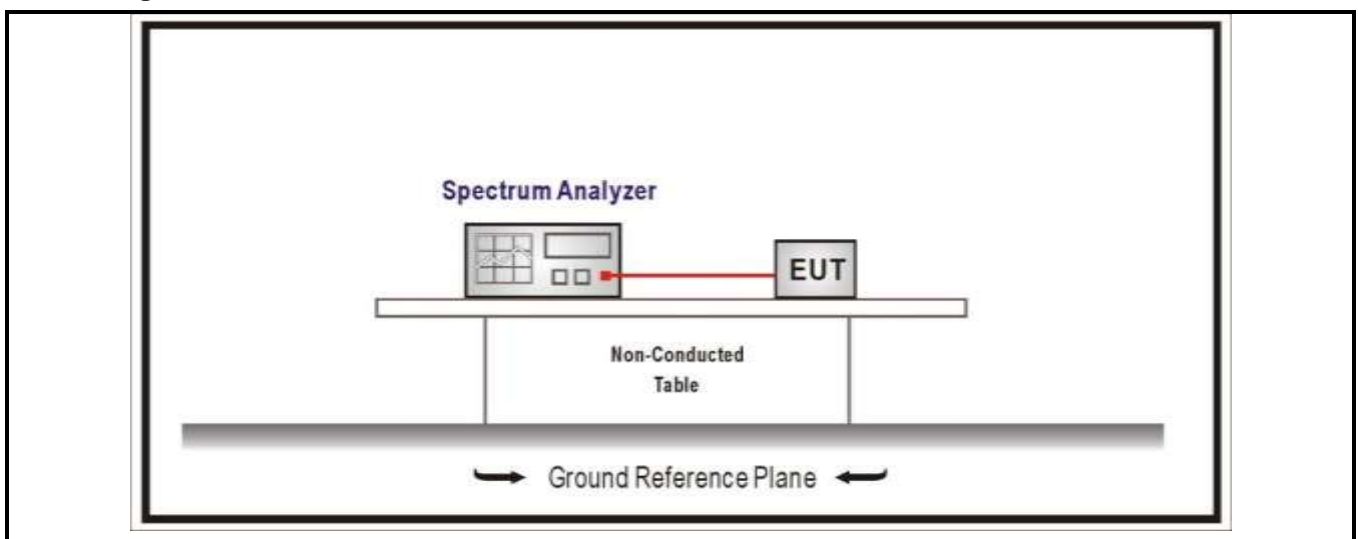 Spectrum Analyzer
EUT
Non-Conducted
Table
Ground Reference Plane